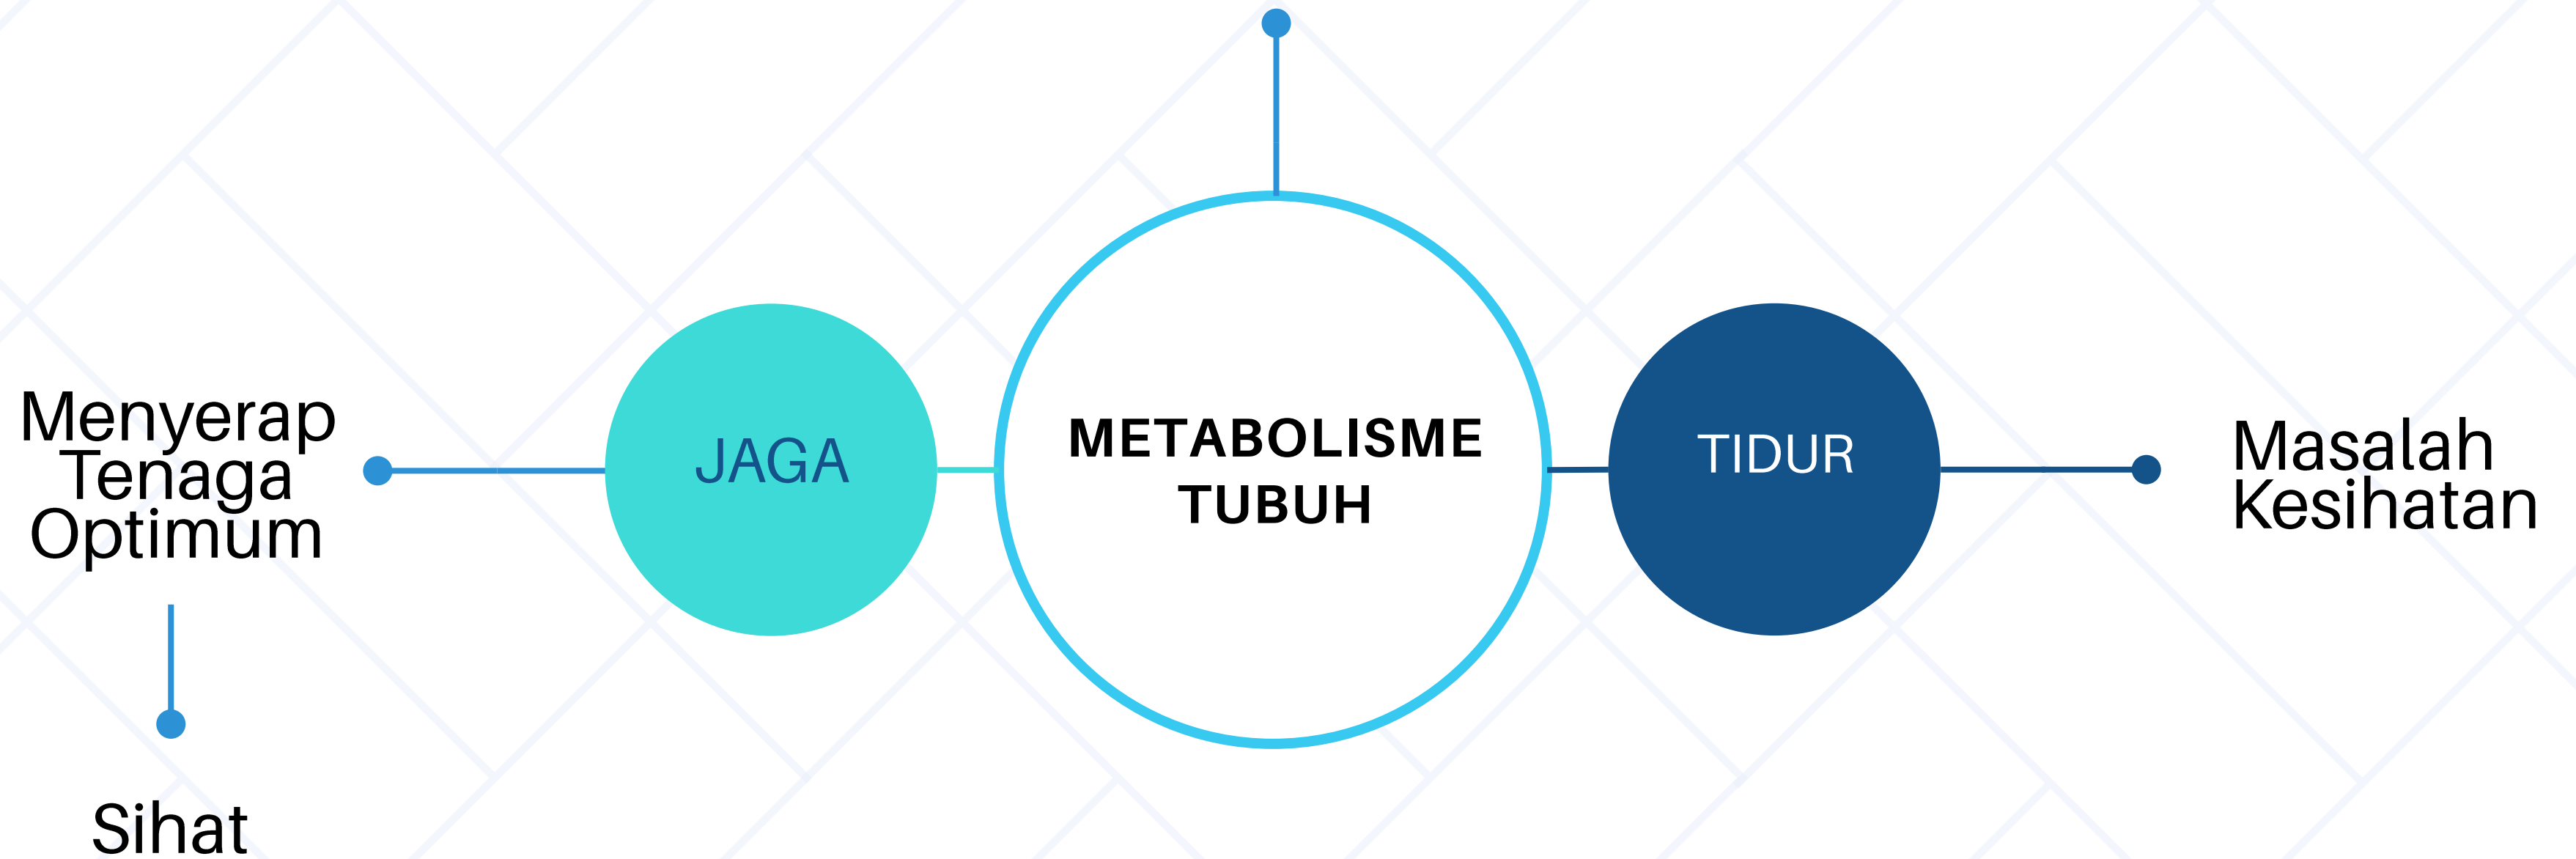 Menyerap
Tenaga
Optimum
Sihat
JAGA
METABOLISME
TUBUH
TIDUR
Masalah
Kesihatan